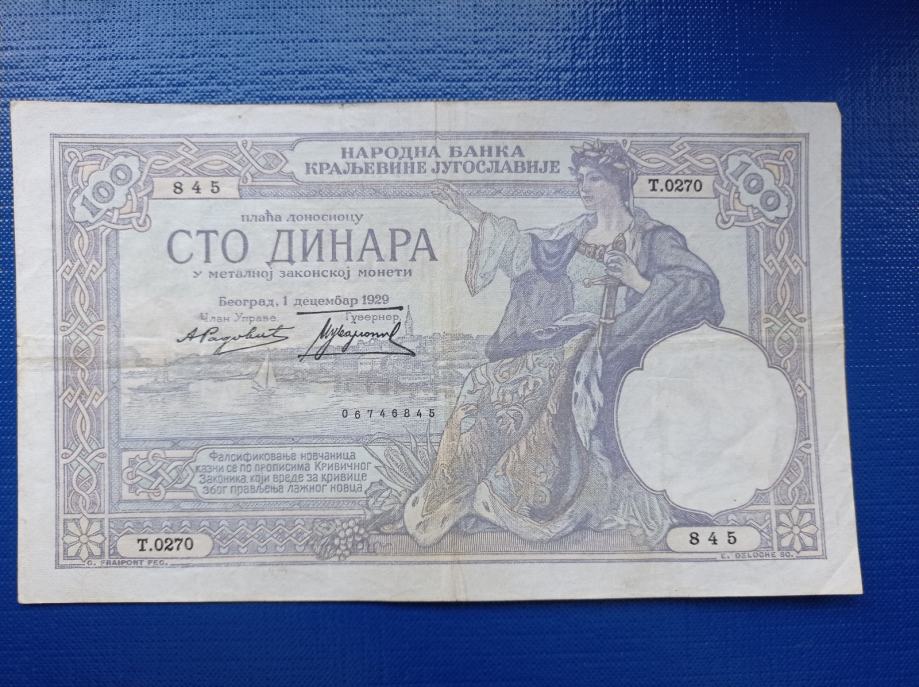 НАРОДНА БАНКА
КРАЉЕВИНЕ ЈУГОСЛАВИЈЕ
100
845
Т.0270
100
плаћа доносиоцу
СТО ДИНАРА
у металној законској монети
Београд, 1 децембар 1929
Члан Управе,
Гувернер,
А Радовић
06746845
Фалсификовање новчаница
казни се по прописима Кривичног
Законика који вреде за кривице
због прављења лажног новца
Т.0270
845
G. FRAIPONT FEC.
E. DELOCHE SC.